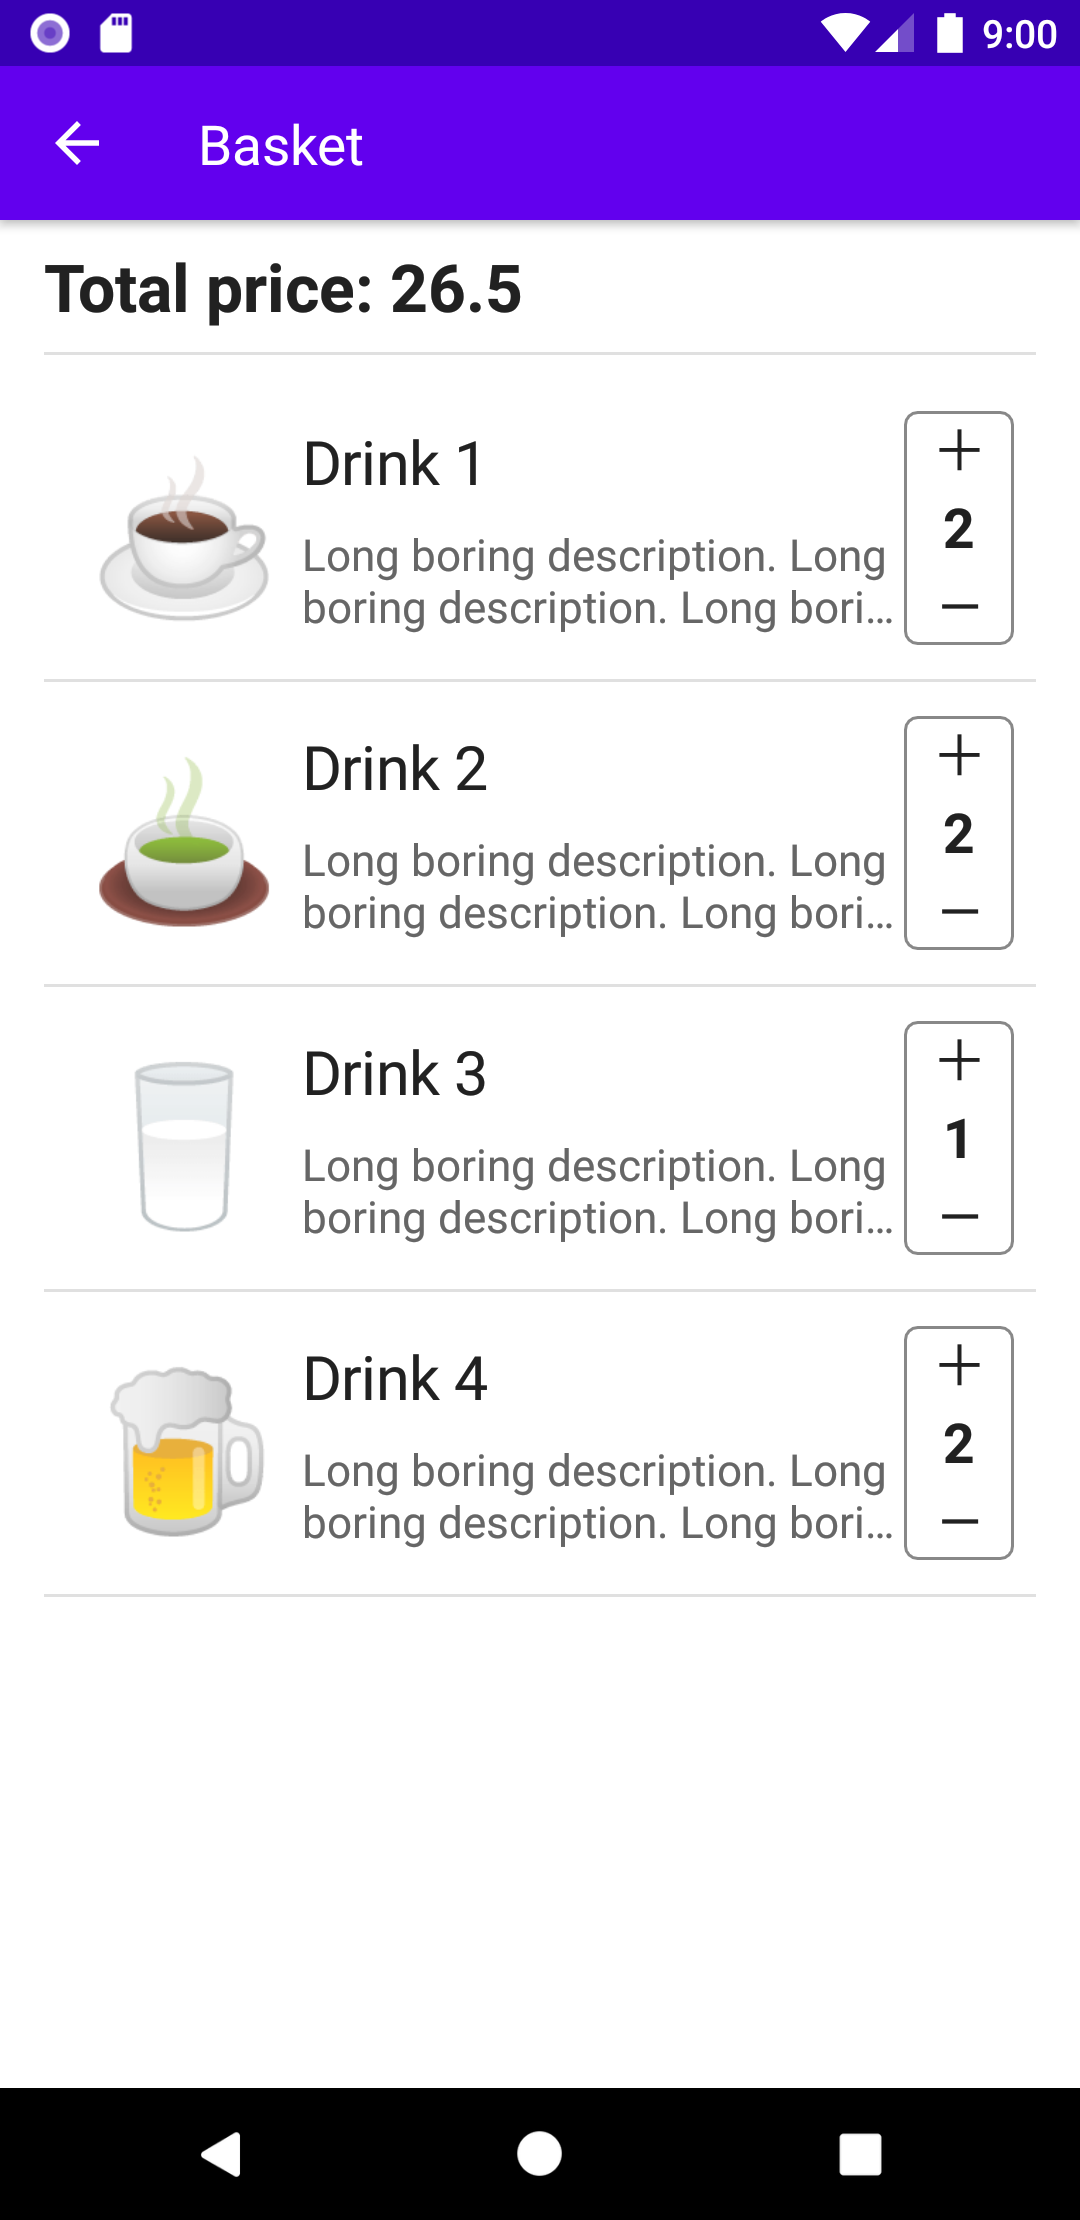 9:00
Basket
Total price: 26.5
Drink 1
Long boring description. Long
boring description. Long bori…
+
2
−
Drink 2
Long boring description. Long
boring description. Long bori…
+
2
−
Drink 3
Long boring description. Long
boring description. Long bori…
+
1
−
Drink 4
Long boring description. Long
boring description. Long bori…
+
2
−